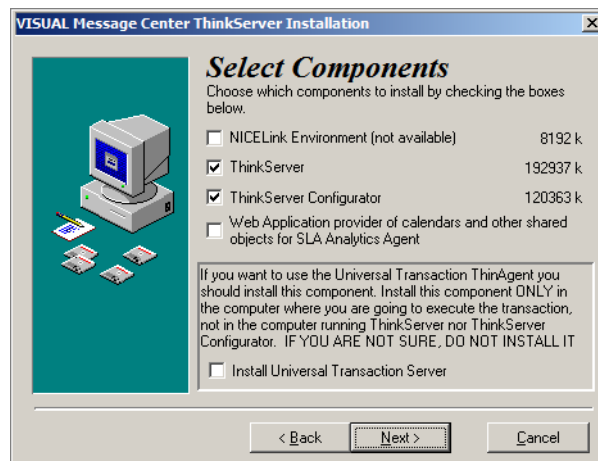 VISUAL Message Center ThinkServer Installation
Select Components
Choose which components to install by checking the boxes
below.
NICELink Environment (not available) 8192 k
ThinkServer 192937 k
ThinkServer Configurator 120363 k
Web Application provider of calendars and other shared
objects for SLA Analytics Agent
If you want to use the Universal Transaction ThinAgent you
should install this component. Install this component ONLY in
the computer where you are going to execute the transaction,
not in the computer running ThinkServer nor ThinkServer
Configurator. IF YOU ARE NOT SURE, DO NOT INSTALL IT
Install Universal Transaction Server
< Back Next > Cancel